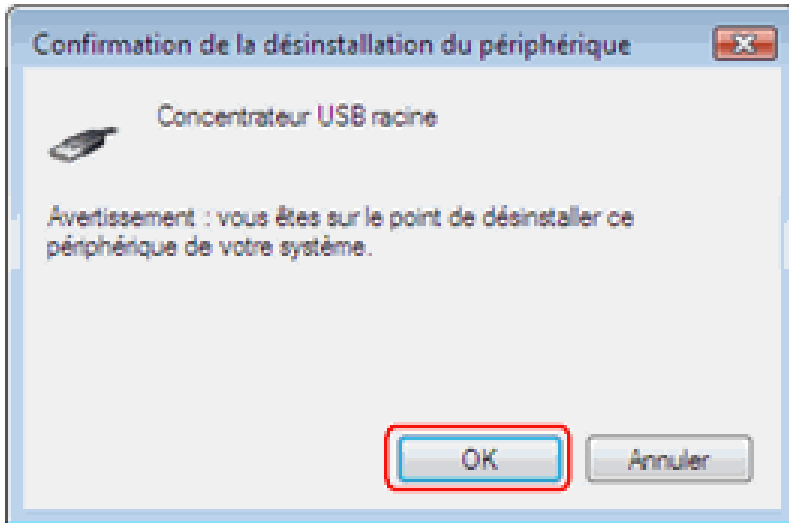 Confirmation de la désinstallation du périphérique
Concentrateur USB racine
Avertissement : vous êtes sur le point de désinstaller ce
périphérique de votre système.
OK
Annuler